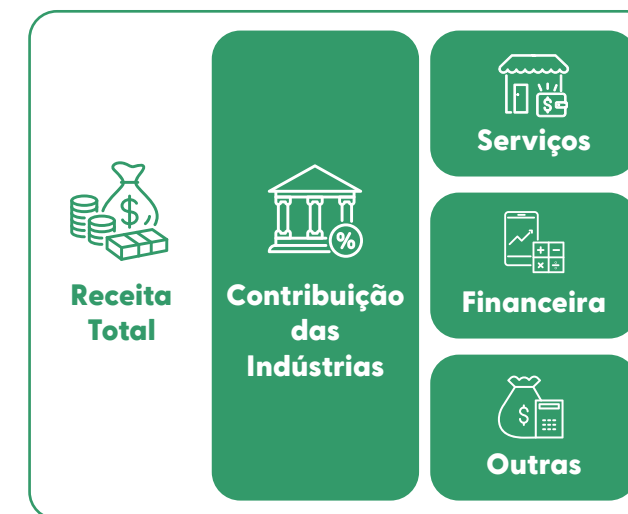 Receita
Total
Contribuição
das
Indústrias
Serviços
Financeira
Outras